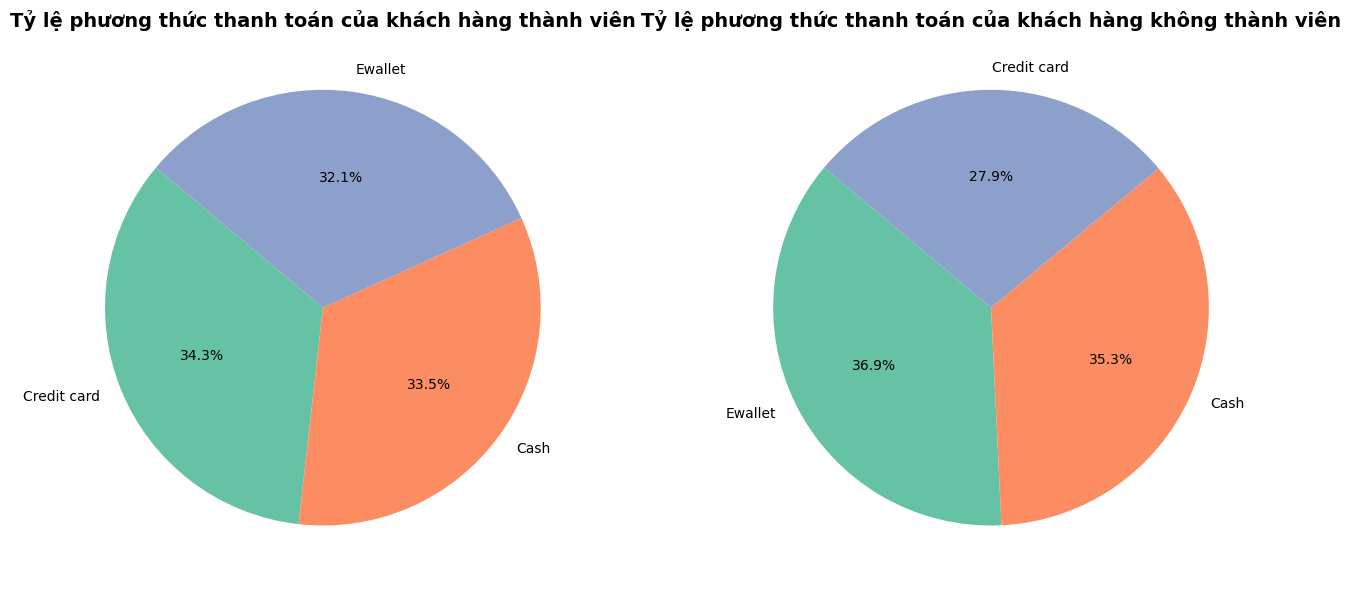 Tỷ lệ phương thức thanh toán của khách hàng thành viên
Ewallet
32.1%
34.3%
33.5%
Credit card
Cash
Tỷ lệ phương thức thanh toán của khách hàng không thành viên
Credit card
27.9%
36.9%
35.3%
Ewallet
Cash